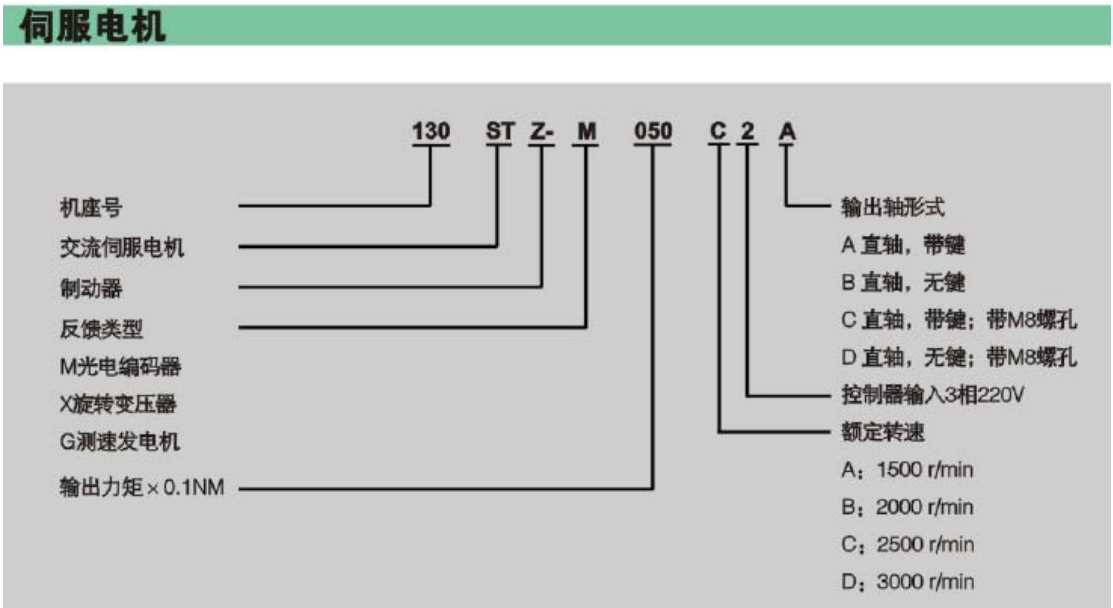 伺服电机
130 ST Z- M 050 C 2 A
机座号
交流伺服电机
制动器
反馈类型
M光电编码器
X旋转变压器
G测速发电机
输出力矩×0.1NM
输出轴形式
A 直轴，带键
B 直轴，无键
C 直轴，带键；带M8螺孔
D 直轴，无键；带M8螺孔
控制器输入3相220V
额定转速
A：1500 r/min
B：2000 r/min
C：2500 r/min
D：3000 r/min